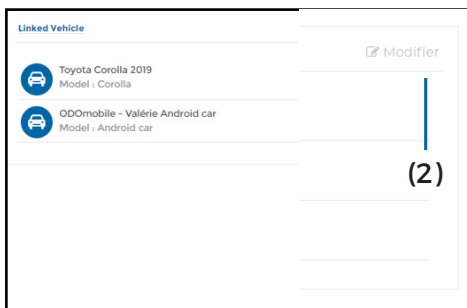 Linked Vehicle
Modifier
Toyota Corolla 2019
Model : Corolla
ODOmobile - Valérie Android car
Model : Android car
(2)